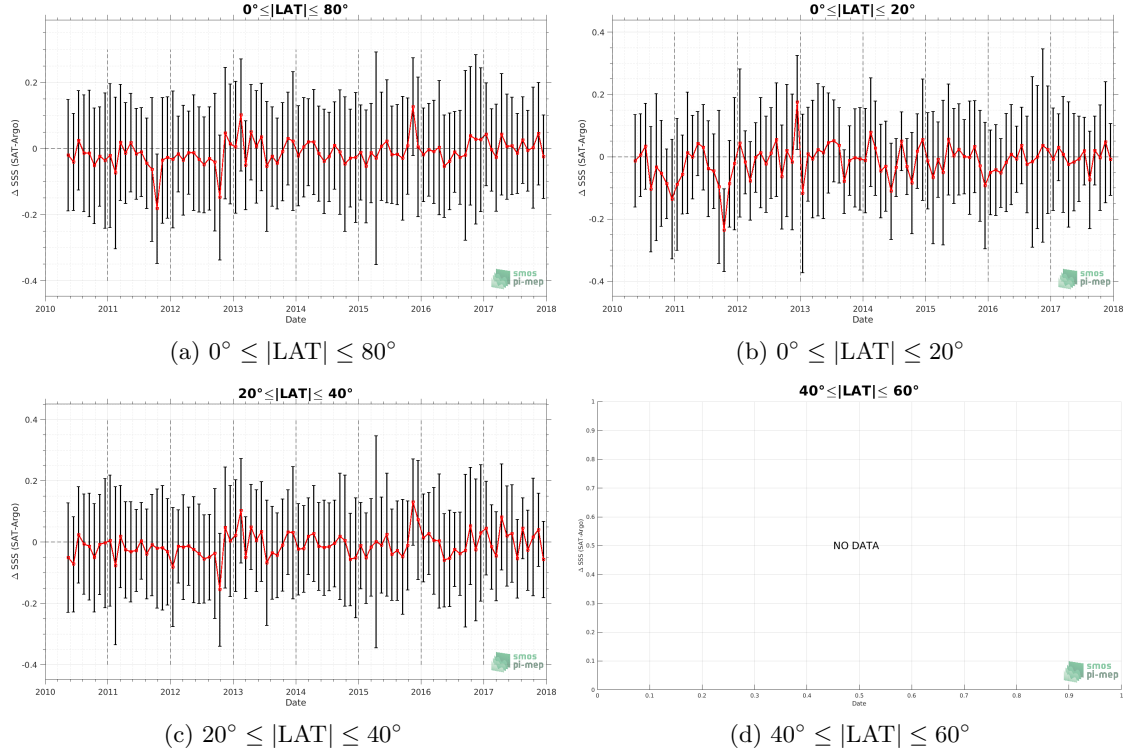 0°≤|LAT|≤ 80°
0.2
0
-0.2
-0.4
Δ SSS (SAT-Argo)
smos
pi-mep
2010 2011 2012 2013 2014 2015 2016 2017 2018
Date
(a) 0° ≤ |LAT| ≤ 80°
0°≤|LAT|≤ 20°
0.4
0.2
0
-0.2
-0.4
Δ SSS (SAT-Argo)
smos
pi-mep
2010 2011 2012 2013 2014 2015 2016 2017 2018
Date
(b) 0° ≤ |LAT| ≤ 20°
20°≤|LAT|≤ 40°
0.4
0.2
0
-0.2
-0.4
Δ SSS (SAT-Argo)
smos
pi-mep
2010 2011 2012 2013 2014 2015 2016 2017 2018
Date
(c) 20° ≤ |LAT| ≤ 40°
40°≤|LAT|≤ 60°
1
0.9
0.8
0.7
0.6
0.5
0.4
0.3
0.2
0.1
0
Δ SSS (SAT-Argo)
NO DATA
smos
pi-mep
0 0.1 0.2 0.3 0.4 0.5 0.6 0.7 0.8 0.9 1
Date
(d) 40° ≤ |LAT| ≤ 60°